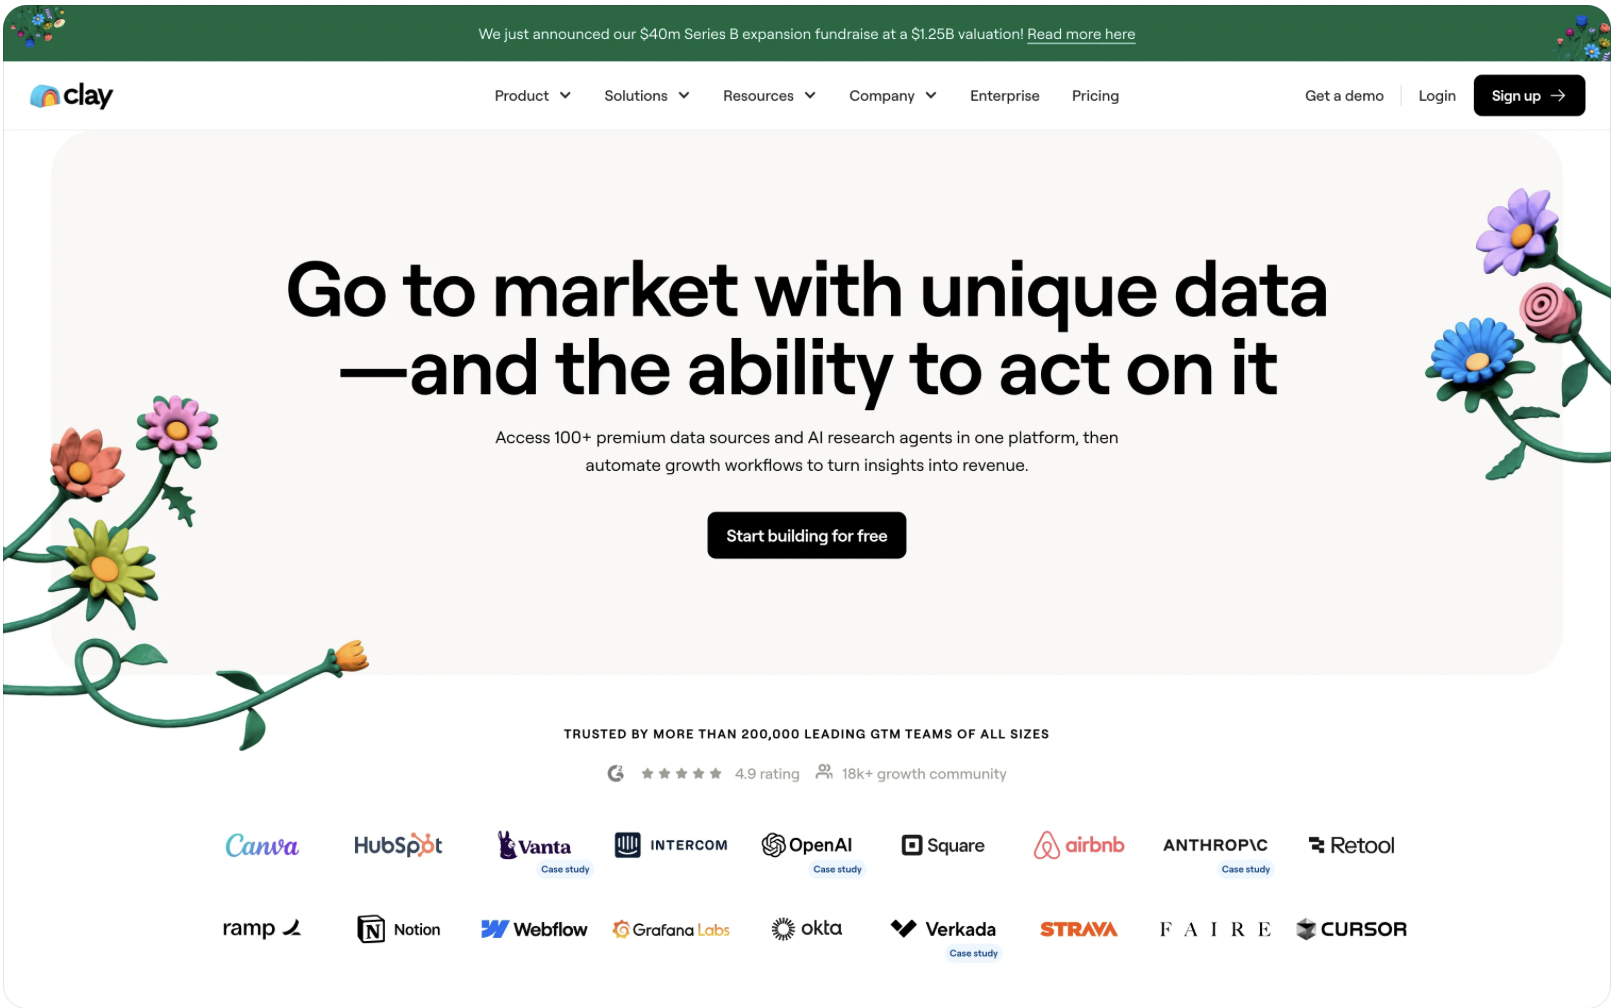 We just announced our $40m Series B expansion fundraise at a $1.25B valuation! Read more here
clay
Product
Solutions
Resources
Company
Enterprise
Pricing
Get a demo
Login
Sign up
Go to market with unique data
—and the ability to act on it
Access 100+ premium data sources and AI research agents in one platform, then
automate growth workflows to turn insights into revenue.
Start building for free
TRUSTED BY MORE THAN 200,000 LEADING GTM TEAMS OF ALL SIZES
G2
4.9 rating
18k+ growth community
Canva
HubSpot
Vanta
Case study
INTERCOM
OpenAI
Case study
Square
airbnb
ANTHROP\C
Case study
Retool
ramp
Notion
Webflow
Grafana Labs
okta
Verkada
Case study
STRAVA
FAIRE
CURSOR